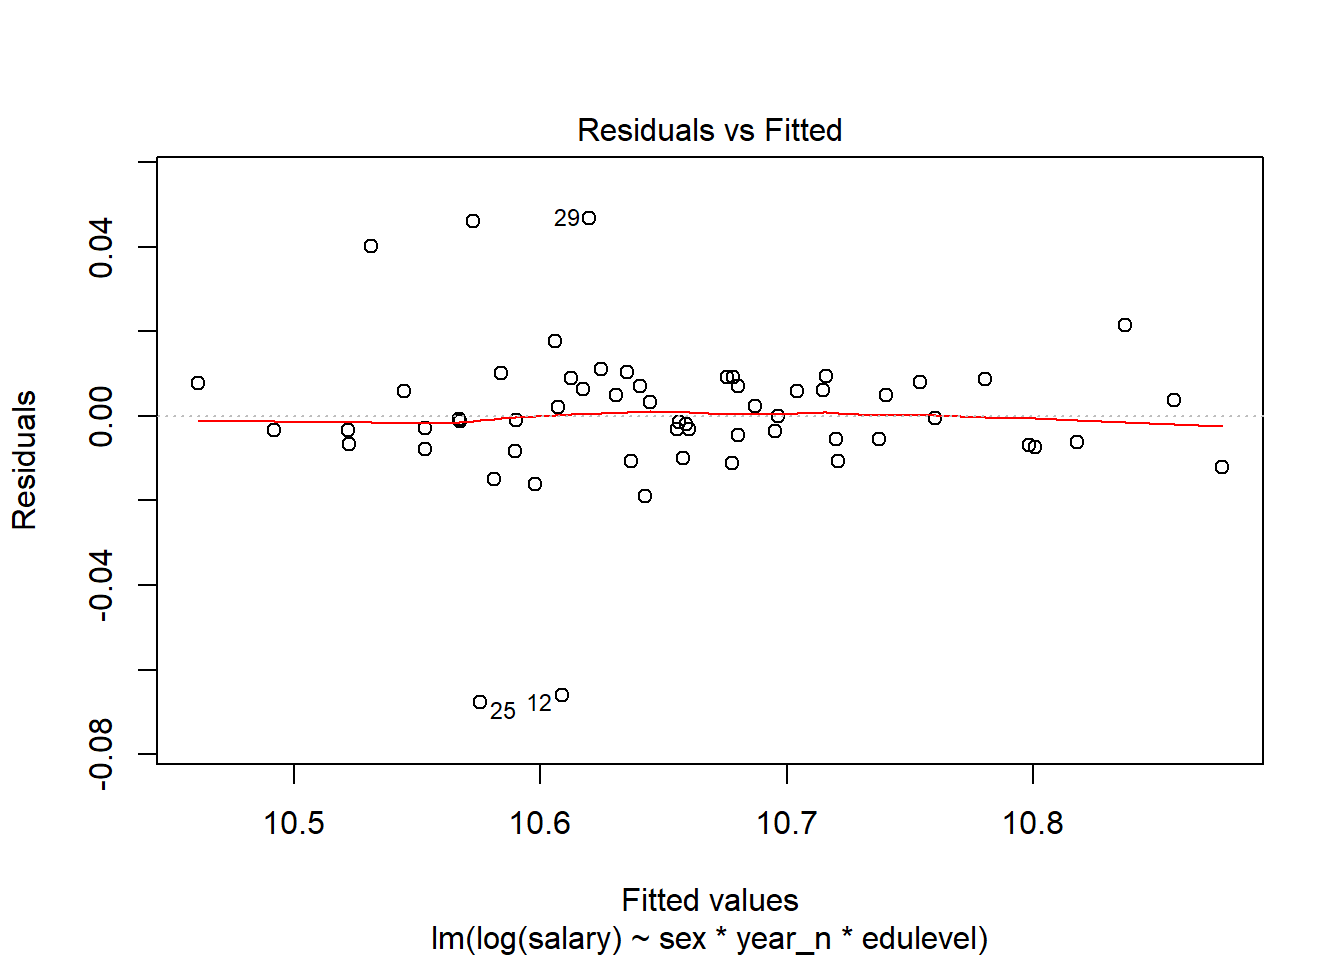 Residuals vs Fitted
29
25
12
Residuals
0.04
0.00
-0.04
-0.08
10.5 10.6 10.7 10.8
Fitted values
lm(log(salary) ~ sex * year_n * edulevel)